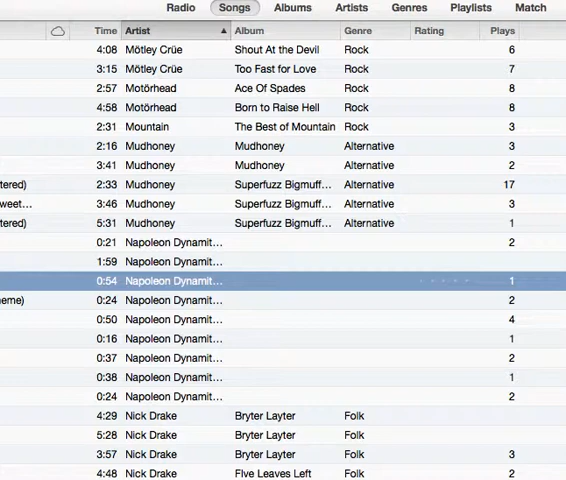 Radio Songs Albums Artists Genres Playlists Match
Time Artist Album Genre Rating Plays
4:08 Mötley Crüe Shout At the Devil Rock 6
3:15 Mötley Crüe Too Fast for Love Rock 7
2:57 Motörhead Ace Of Spades Rock 8
4:58 Motörhead Born to Raise Hell Rock 8
2:31 Mountain The Best of Mountain Rock 3
2:16 Mudhoney Mudhoney Alternative 3
3:41 Mudhoney Mudhoney Alternative 2
tered) 2:33 Mudhoney Superfuzz Bigmuff... Alternative 17
weet... 3:46 Mudhoney Superfuzz Bigmuff... Alternative 3
tered) 5:31 Mudhoney Superfuzz Bigmuff... Alternative 1
0:21 Napoleon Dynamit... 2
1:59 Napoleon Dynamit...
0:54 Napoleon Dynamit... 1
eme) 0:24 Napoleon Dynamit... 2
0:50 Napoleon Dynamit... 4
0:16 Napoleon Dynamit... 1
0:37 Napoleon Dynamit... 2
0:38 Napoleon Dynamit... 1
0:24 Napoleon Dynamit... 2
4:29 Nick Drake Bryter Layter Folk
5:28 Nick Drake Bryter Layter Folk
3:57 Nick Drake Bryter Layter Folk 3
4:48 Nick Drake FIve Leaves Left Folk 2